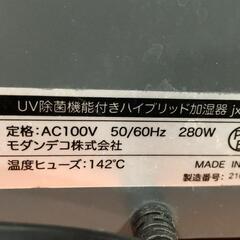 UV除菌機能付きハイブリッド加湿器 jx
定格:AC100V 50/60Hz 280W
モダンデコ株式会社
温度ヒューズ:142℃
MADE IN
製造番号:210